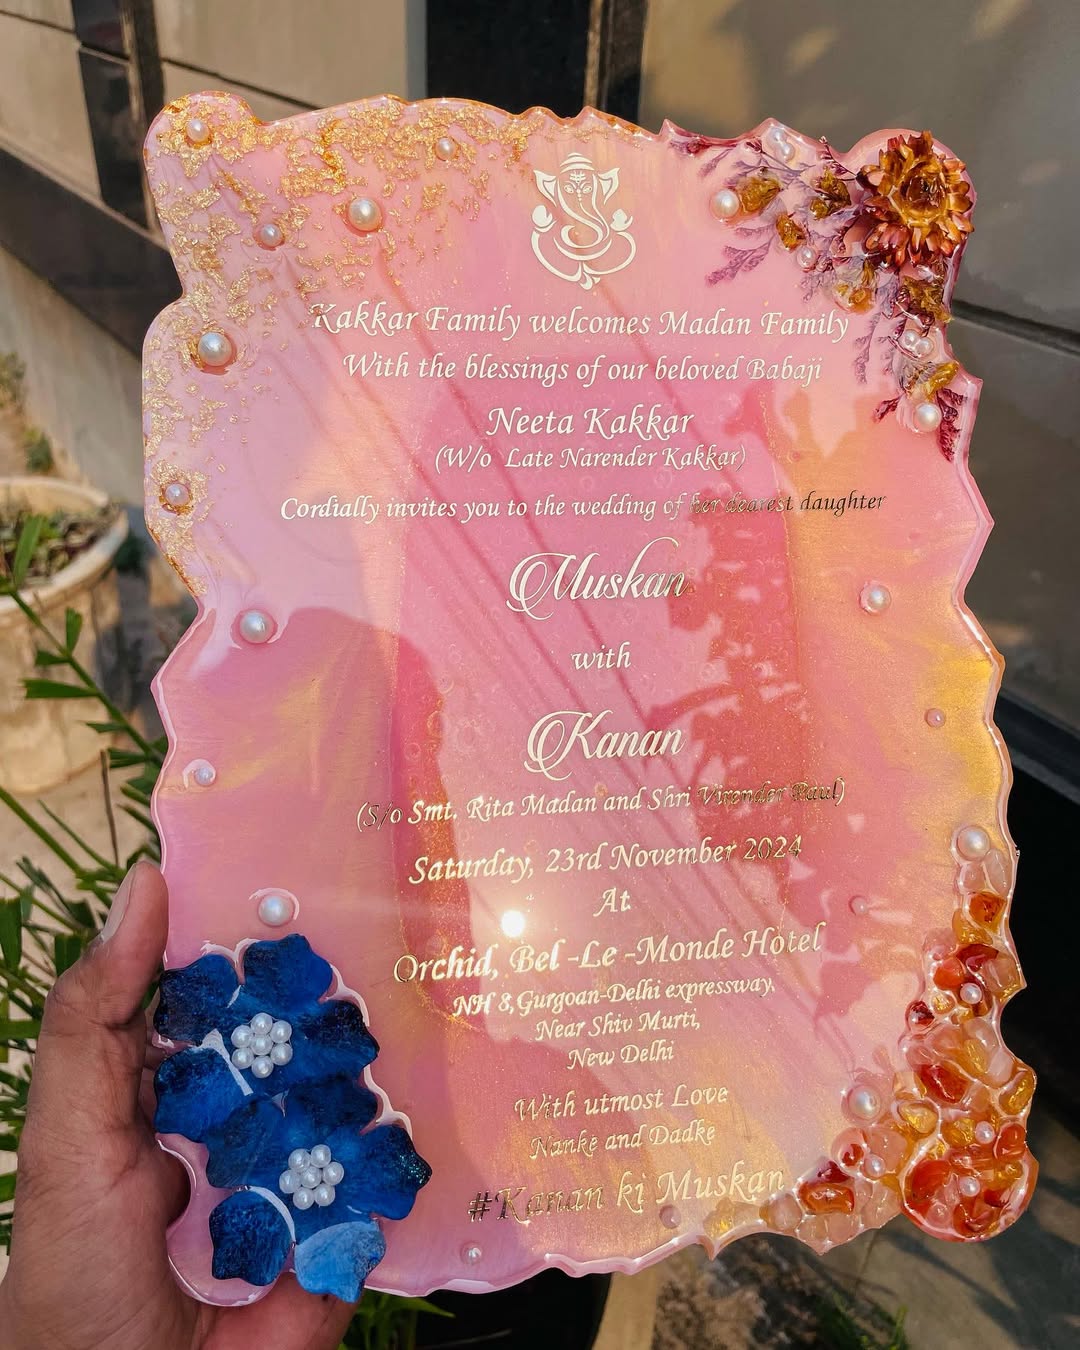 Kakkar Family welcomes Madan Family
With the blessings of our beloved Babaji
Neeta Kakkar
(W/o Late Narender Kakkar)
Cordially invites you to the wedding of her dearest daughter
Muskan
with
Kanan
(S/o Smt. Rita Madan and Shri Virender Paul)
Saturday, 23rd November 2024
At
Orchid, Bel -Le -Monde Hotel
NH 8,Gurgoan-Delhi expressway,
Near Shiv Murti,
New Delhi
With utmost Love
Nanke and Dadke
#Kanan ki Muskan